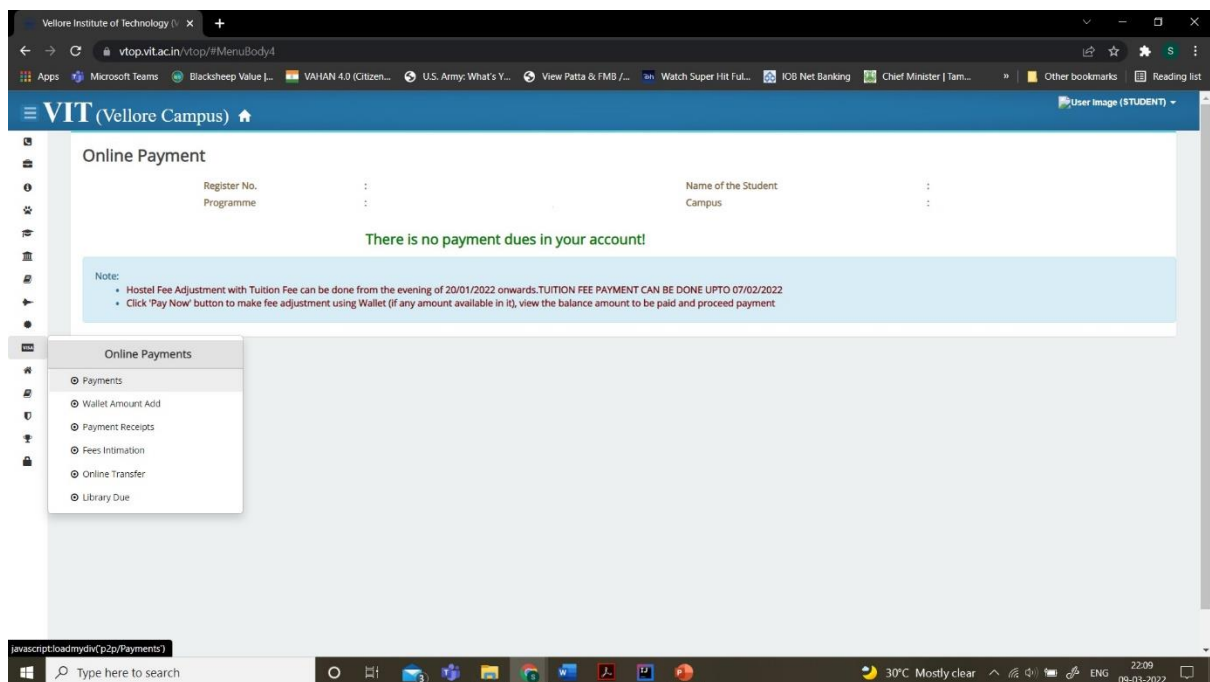 Vellore Institute of Technology (V
vtop.vit.ac.in/vtop/#MenuBody4
S
Apps Microsoft Teams Blacksheep Value |... VAHAN 4.0 (Citizen... U.S. Army: What's Y... View Patta & FMB /... Watch Super Hit Ful... IOB Net Banking Chief Minister | Tam... » Other bookmarks Reading list
VIT (Vellore Campus) User Image (STUDENT)
Online Payment
Register No. : Name of the Student :
Programme : Campus :
There is no payment dues in your account!
Note:
• Hostel Fee Adjustment with Tuition Fee can be done from the evening of 20/01/2022 onwards.TUITION FEE PAYMENT CAN BE DONE UPTO 07/02/2022
• Click 'Pay Now' button to make fee adjustment using Wallet (if any amount available in it), view the balance amount to be paid and proceed payment
VISA
Online Payments
Payments
Wallet Amount Add
Payment Receipts
Fees Intimation
Online Transfer
Library Due
javascript:loadmydiv('p2p/Payments')
Type here to search 30°C Mostly clear ENG 22:09
09-03-2022